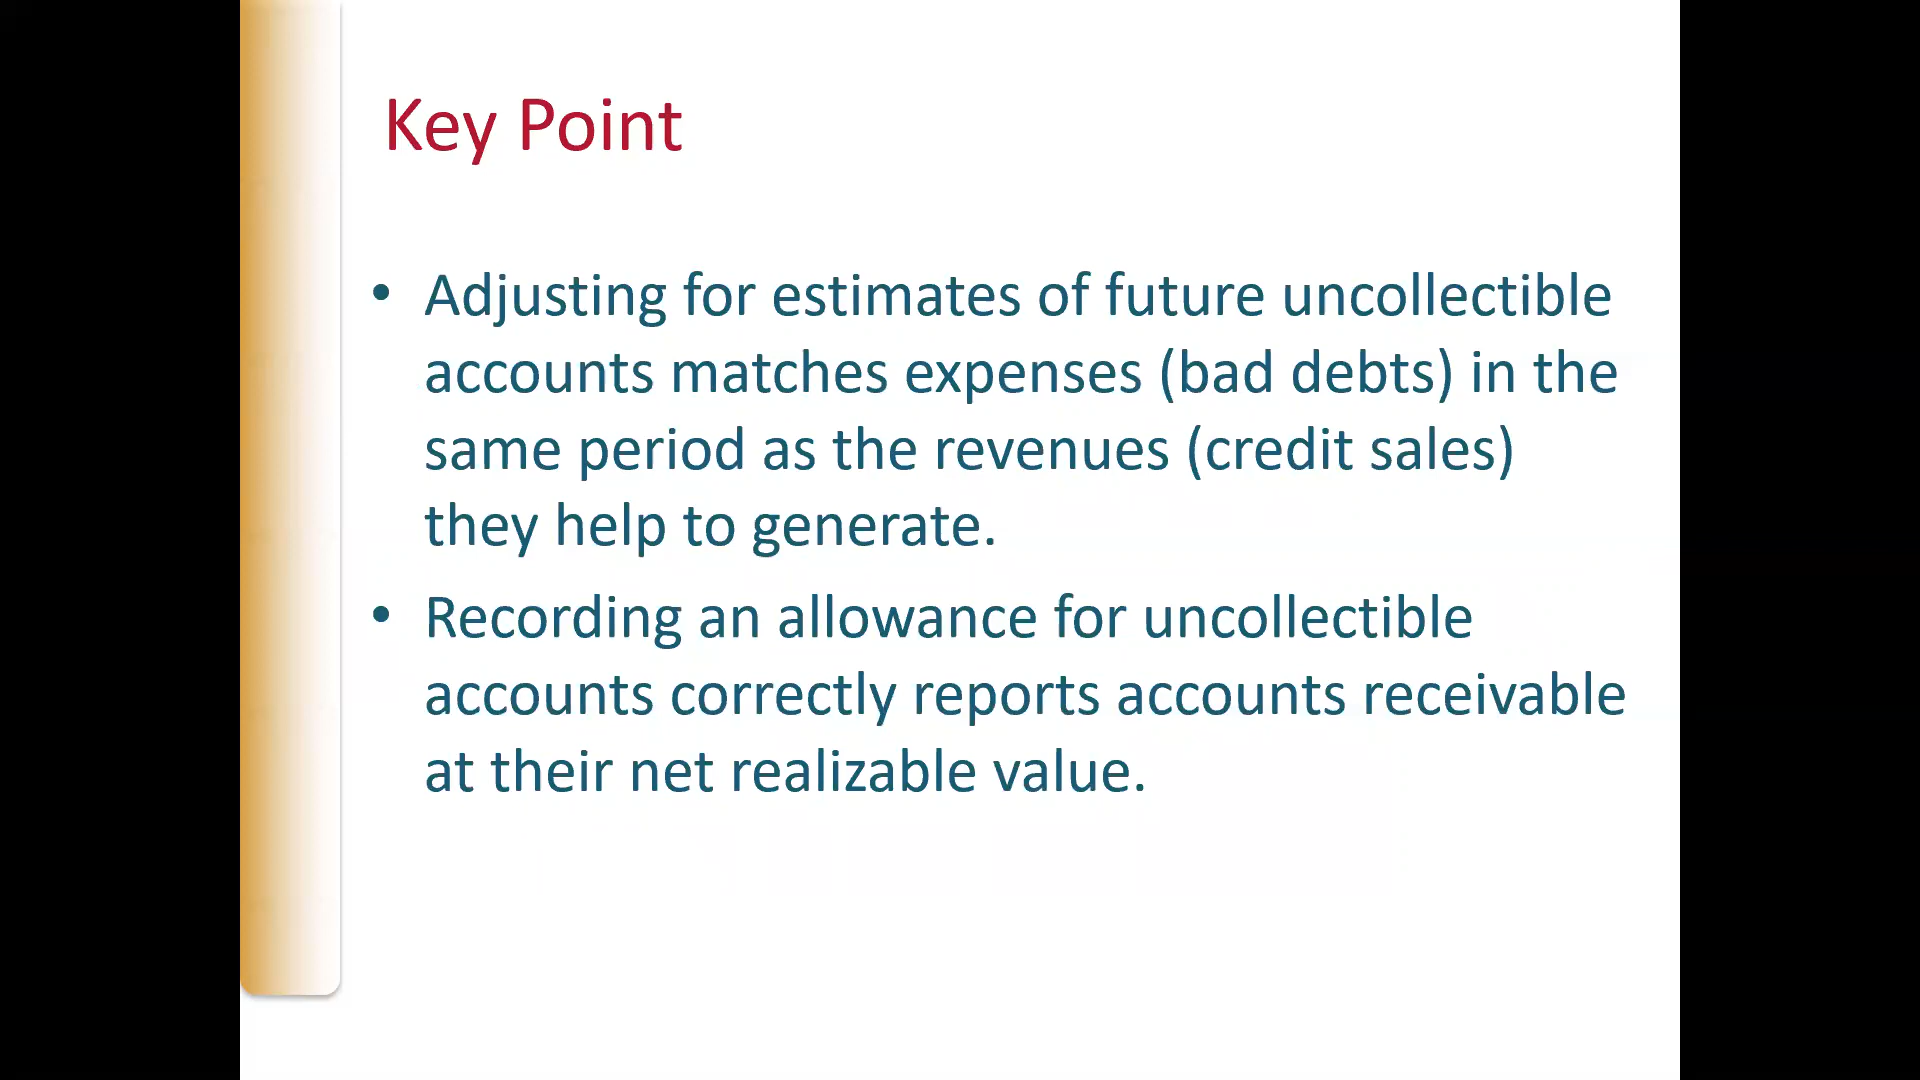 Key Point
• Adjusting for estimates of future uncollectible
accounts matches expenses (bad debts) in the
same period as the revenues (credit sales)
they help to generate.
• Recording an allowance for uncollectible
accounts correctly reports accounts receivable
at their net realizable value.